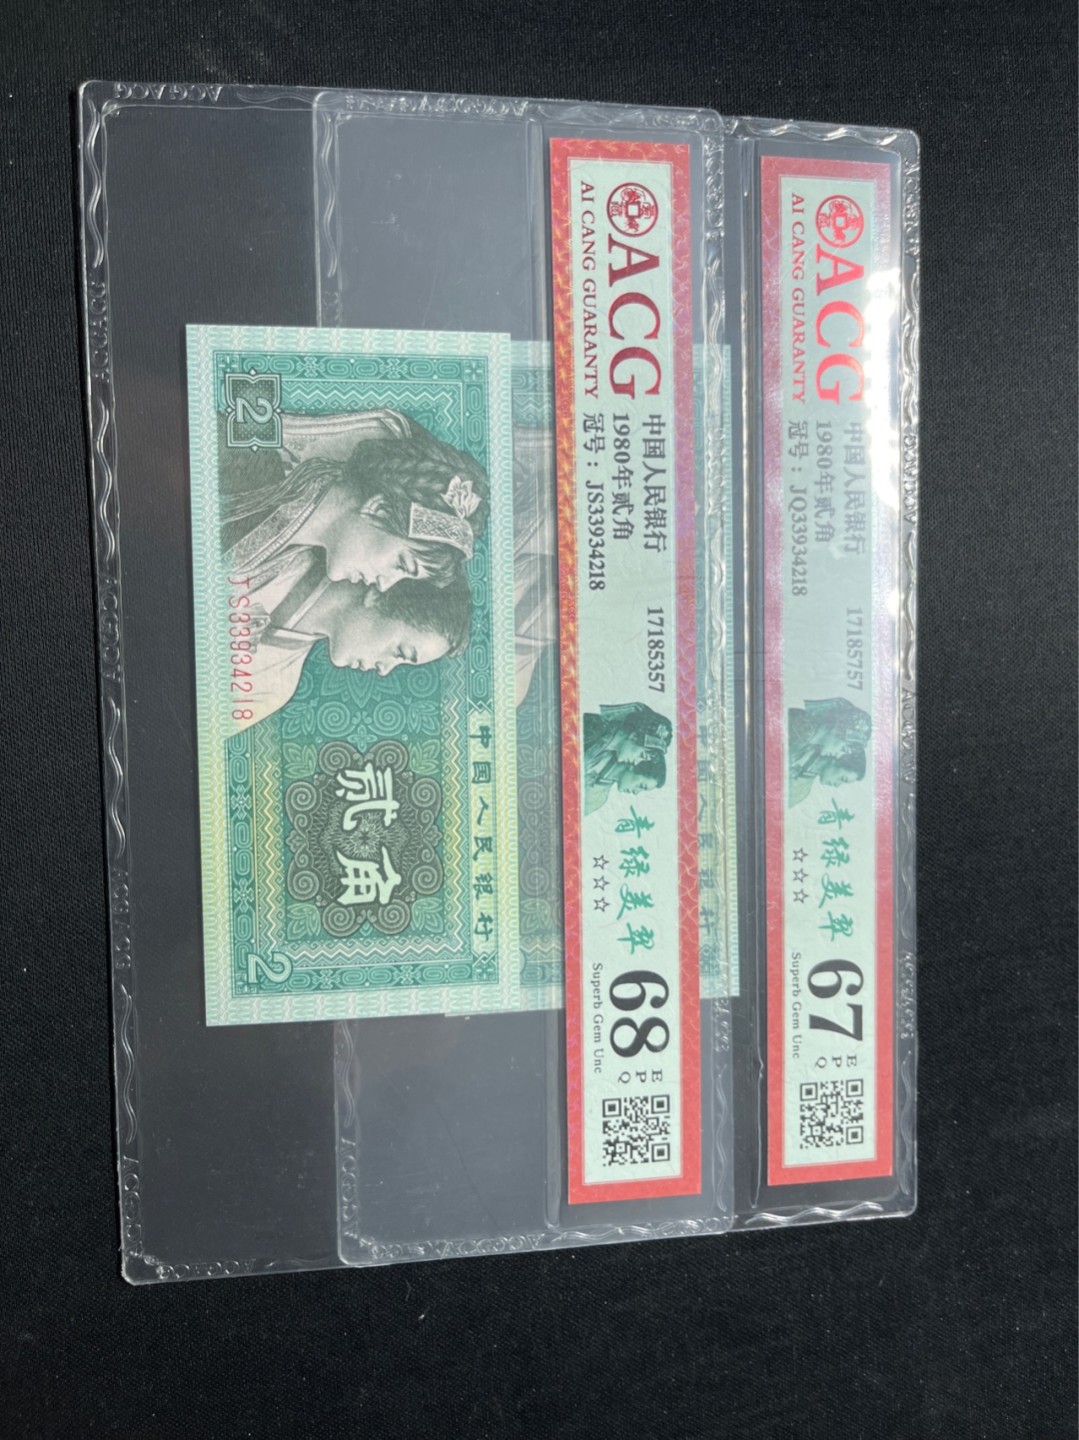 ACG
AI CANG GUARANTY
中国人民银行 17185757
1980年贰角
冠号：JQ33934218
青绿美翠
☆☆☆
67 EPQ
Superb Gem Unc
ACG
AI CANG GUARANTY
中国人民银行 17185357
1980年贰角
冠号：JS33934218
青绿美翠
☆☆☆
68 EPQ
Superb Gem Unc
中国人民银行
贰角
2
2
JS33934218